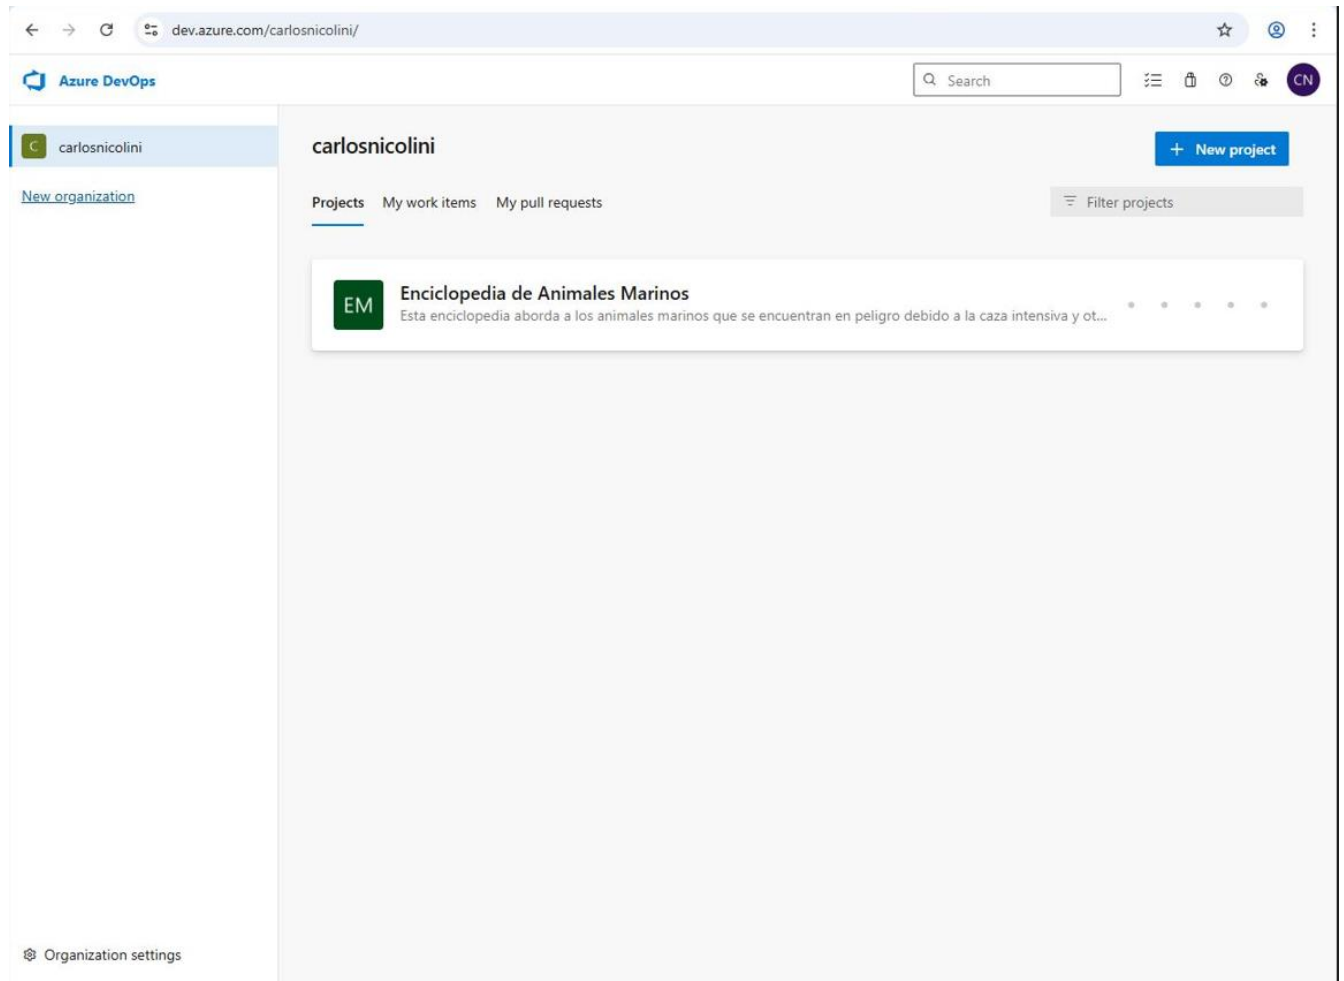 dev.azure.com/carlosnicolini/
Azure DevOps
Search
CN
C carlosnicolini
New organization
carlosnicolini
+ New project
Projects My work items My pull requests
Filter projects
EM
Enciclopedia de Animales Marinos
Esta enciclopedia aborda a los animales marinos que se encuentran en peligro debido a la caza intensiva y ot...
Organization settings